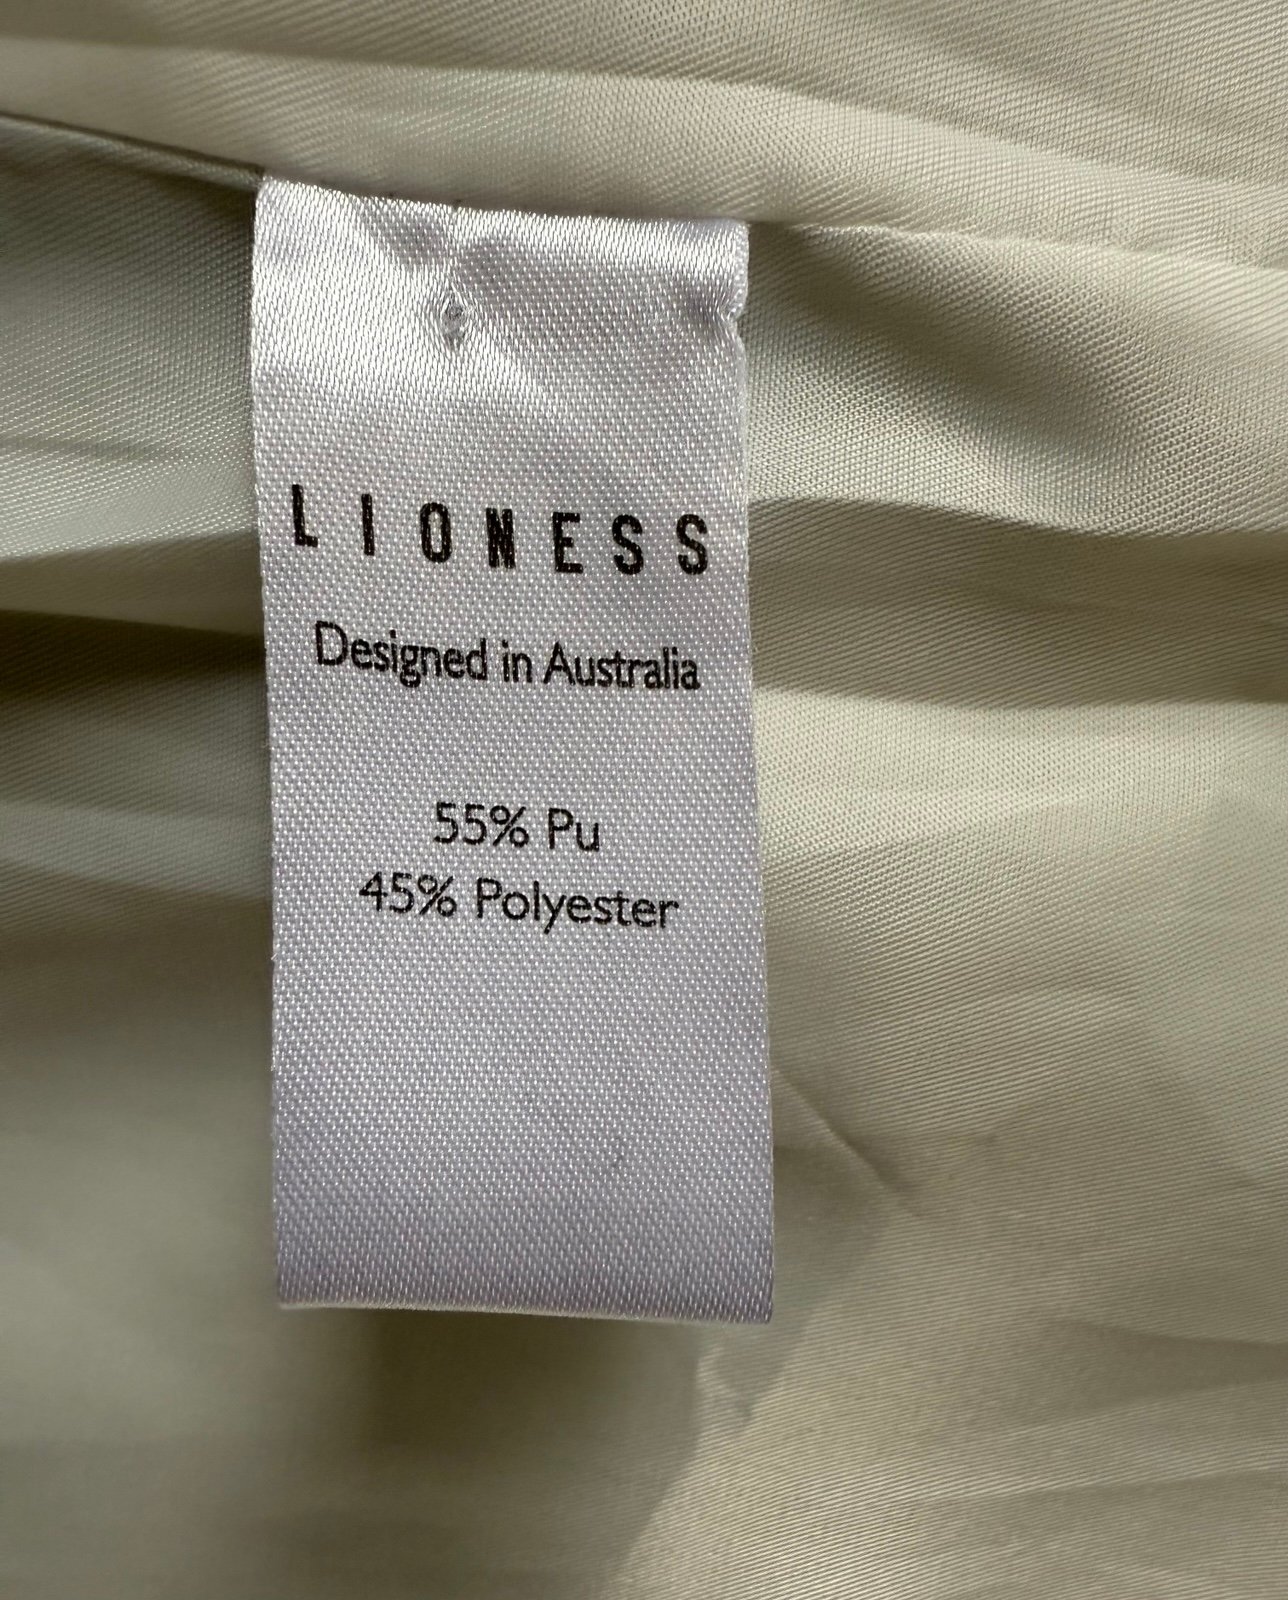 LIONESS
Designed in Australia
55% Pu
45% Polyester